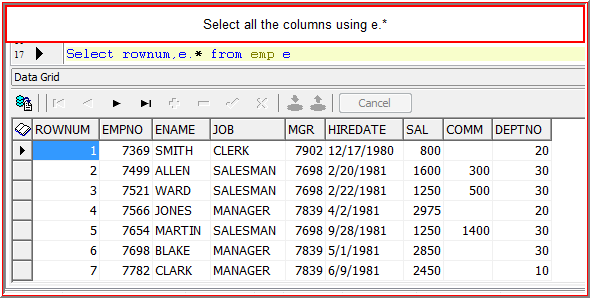 Select all the columns using e.*
17 Select rownum,e.* from emp e
Data Grid
Cancel
ROWNUM EMPNO ENAME JOB MGR HIREDATE SAL COMM DEPTNO
1 7369 SMITH CLERK 7902 12/17/1980 800 20
2 7499 ALLEN SALESMAN 7698 2/20/1981 1600 300 30
3 7521 WARD SALESMAN 7698 2/22/1981 1250 500 30
4 7566 JONES MANAGER 7839 4/2/1981 2975 20
5 7654 MARTIN SALESMAN 7698 9/28/1981 1250 1400 30
6 7698 BLAKE MANAGER 7839 5/1/1981 2850 30
7 7782 CLARK MANAGER 7839 6/9/1981 2450 10